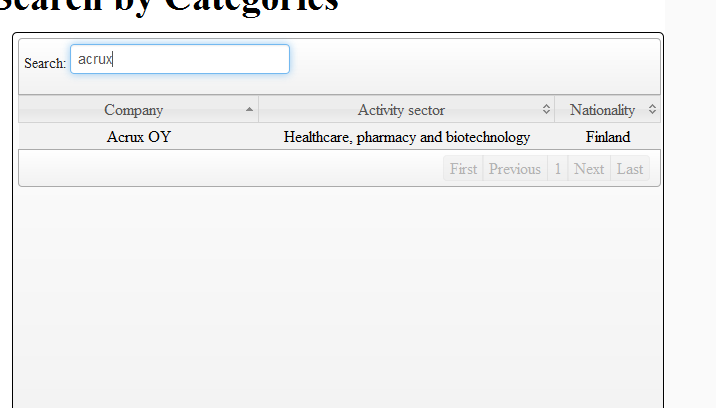 Search by Categories
Search: acrux
Company Activity sector Nationality
Acrux OY Healthcare, pharmacy and biotechnology Finland
First Previous 1 Next Last